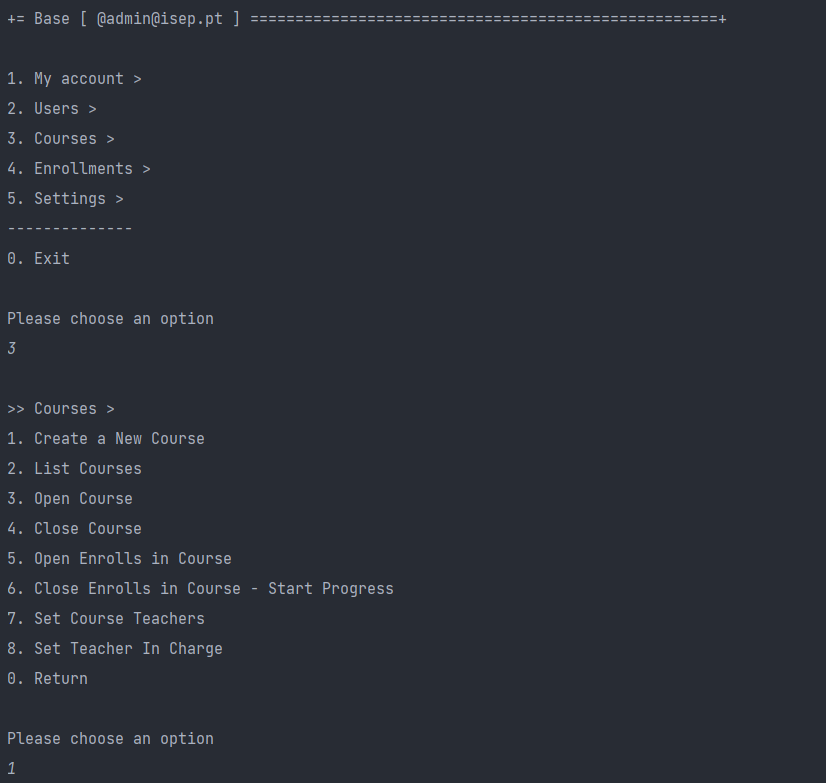 += Base [ @admin@isep.pt ] ====================================================+
1. My account >
2. Users >
3. Courses >
4. Enrollments >
5. Settings >
--------------
0. Exit
Please choose an option
3
>> Courses >
1. Create a New Course
2. List Courses
3. Open Course
4. Close Course
5. Open Enrolls in Course
6. Close Enrolls in Course - Start Progress
7. Set Course Teachers
8. Set Teacher In Charge
0. Return
Please choose an option
1